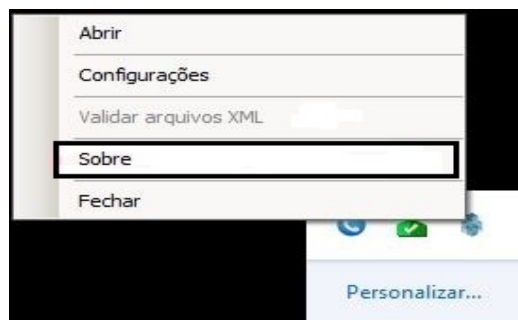 Abrir
Configurações
Validar arquivos XML
Sobre
Fechar
Personalizar...